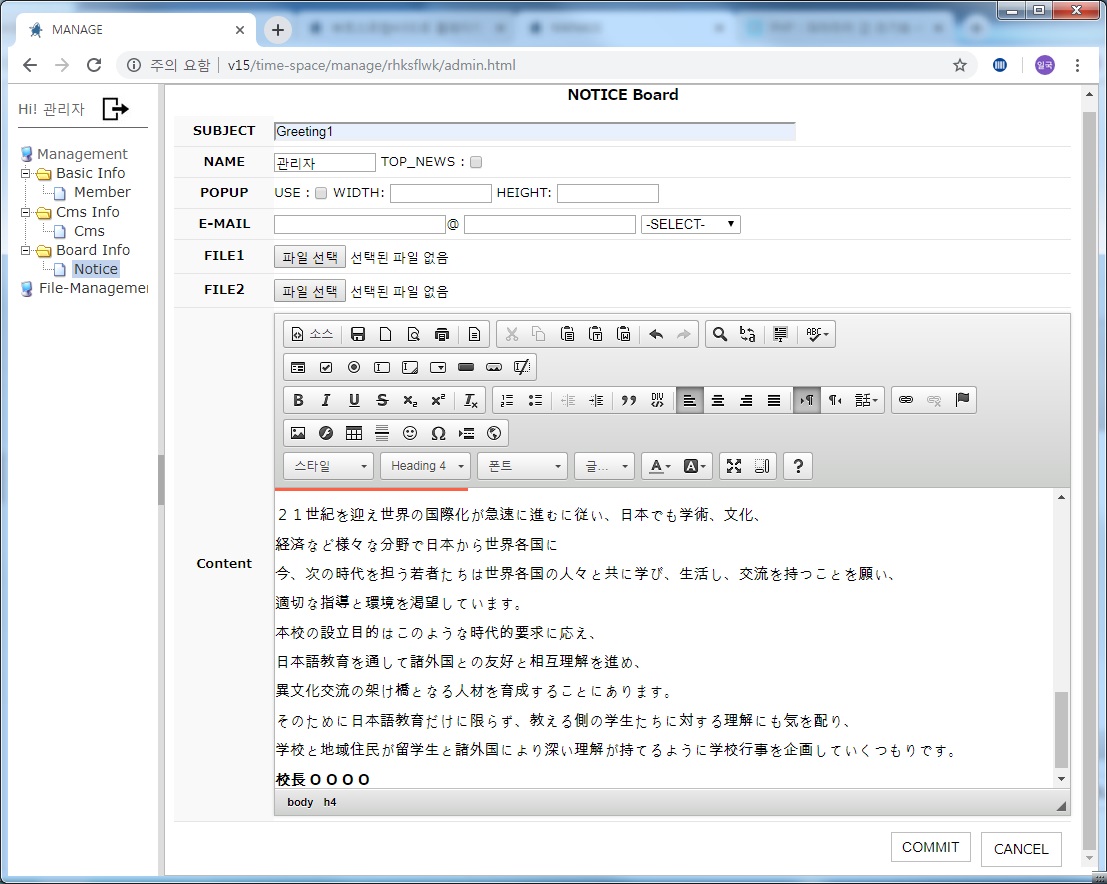 MANAGE
주의 요함
v15/time-space/manage/rhksflwk/admin.html
일국
Hi! 관리자
Management
Basic Info
Member
Cms Info
Cms
Board Info
Notice
File-Managemen
NOTICE Board
SUBJECT Greeting1
NAME 관리자 TOP_NEWS :
POPUP USE : WIDTH: HEIGHT:
E-MAIL @ -SELECT-
FILE1 파일 선택 선택된 파일 없음
FILE2 파일 선택 선택된 파일 없음
Content
소스
스타일 Heading 4 폰트 글...
２１世紀を迎え世界の国際化が急速に進むに従い、日本でも学術、文化、
経済など様々な分野で日本から世界各国に
今、次の時代を担う若者たちは世界各国の人々と共に学び、生活し、交流を持つことを願い、
適切な指導と環境を渇望しています。
本校の設立目的はこのような時代的要求に応え、
日本語教育を通して諸外国との友好と相互理解を進め、
異文化交流の架け橋となる人材を育成することにあります。
そのために日本語教育だけに限らず、教える側の学生たちに対する理解にも気を配り、
学校と地域住民が留学生と諸外国により深い理解が持てるように学校行事を企画していくつもりです。
校長ＯＯＯＯ
body h4
COMMIT CANCEL